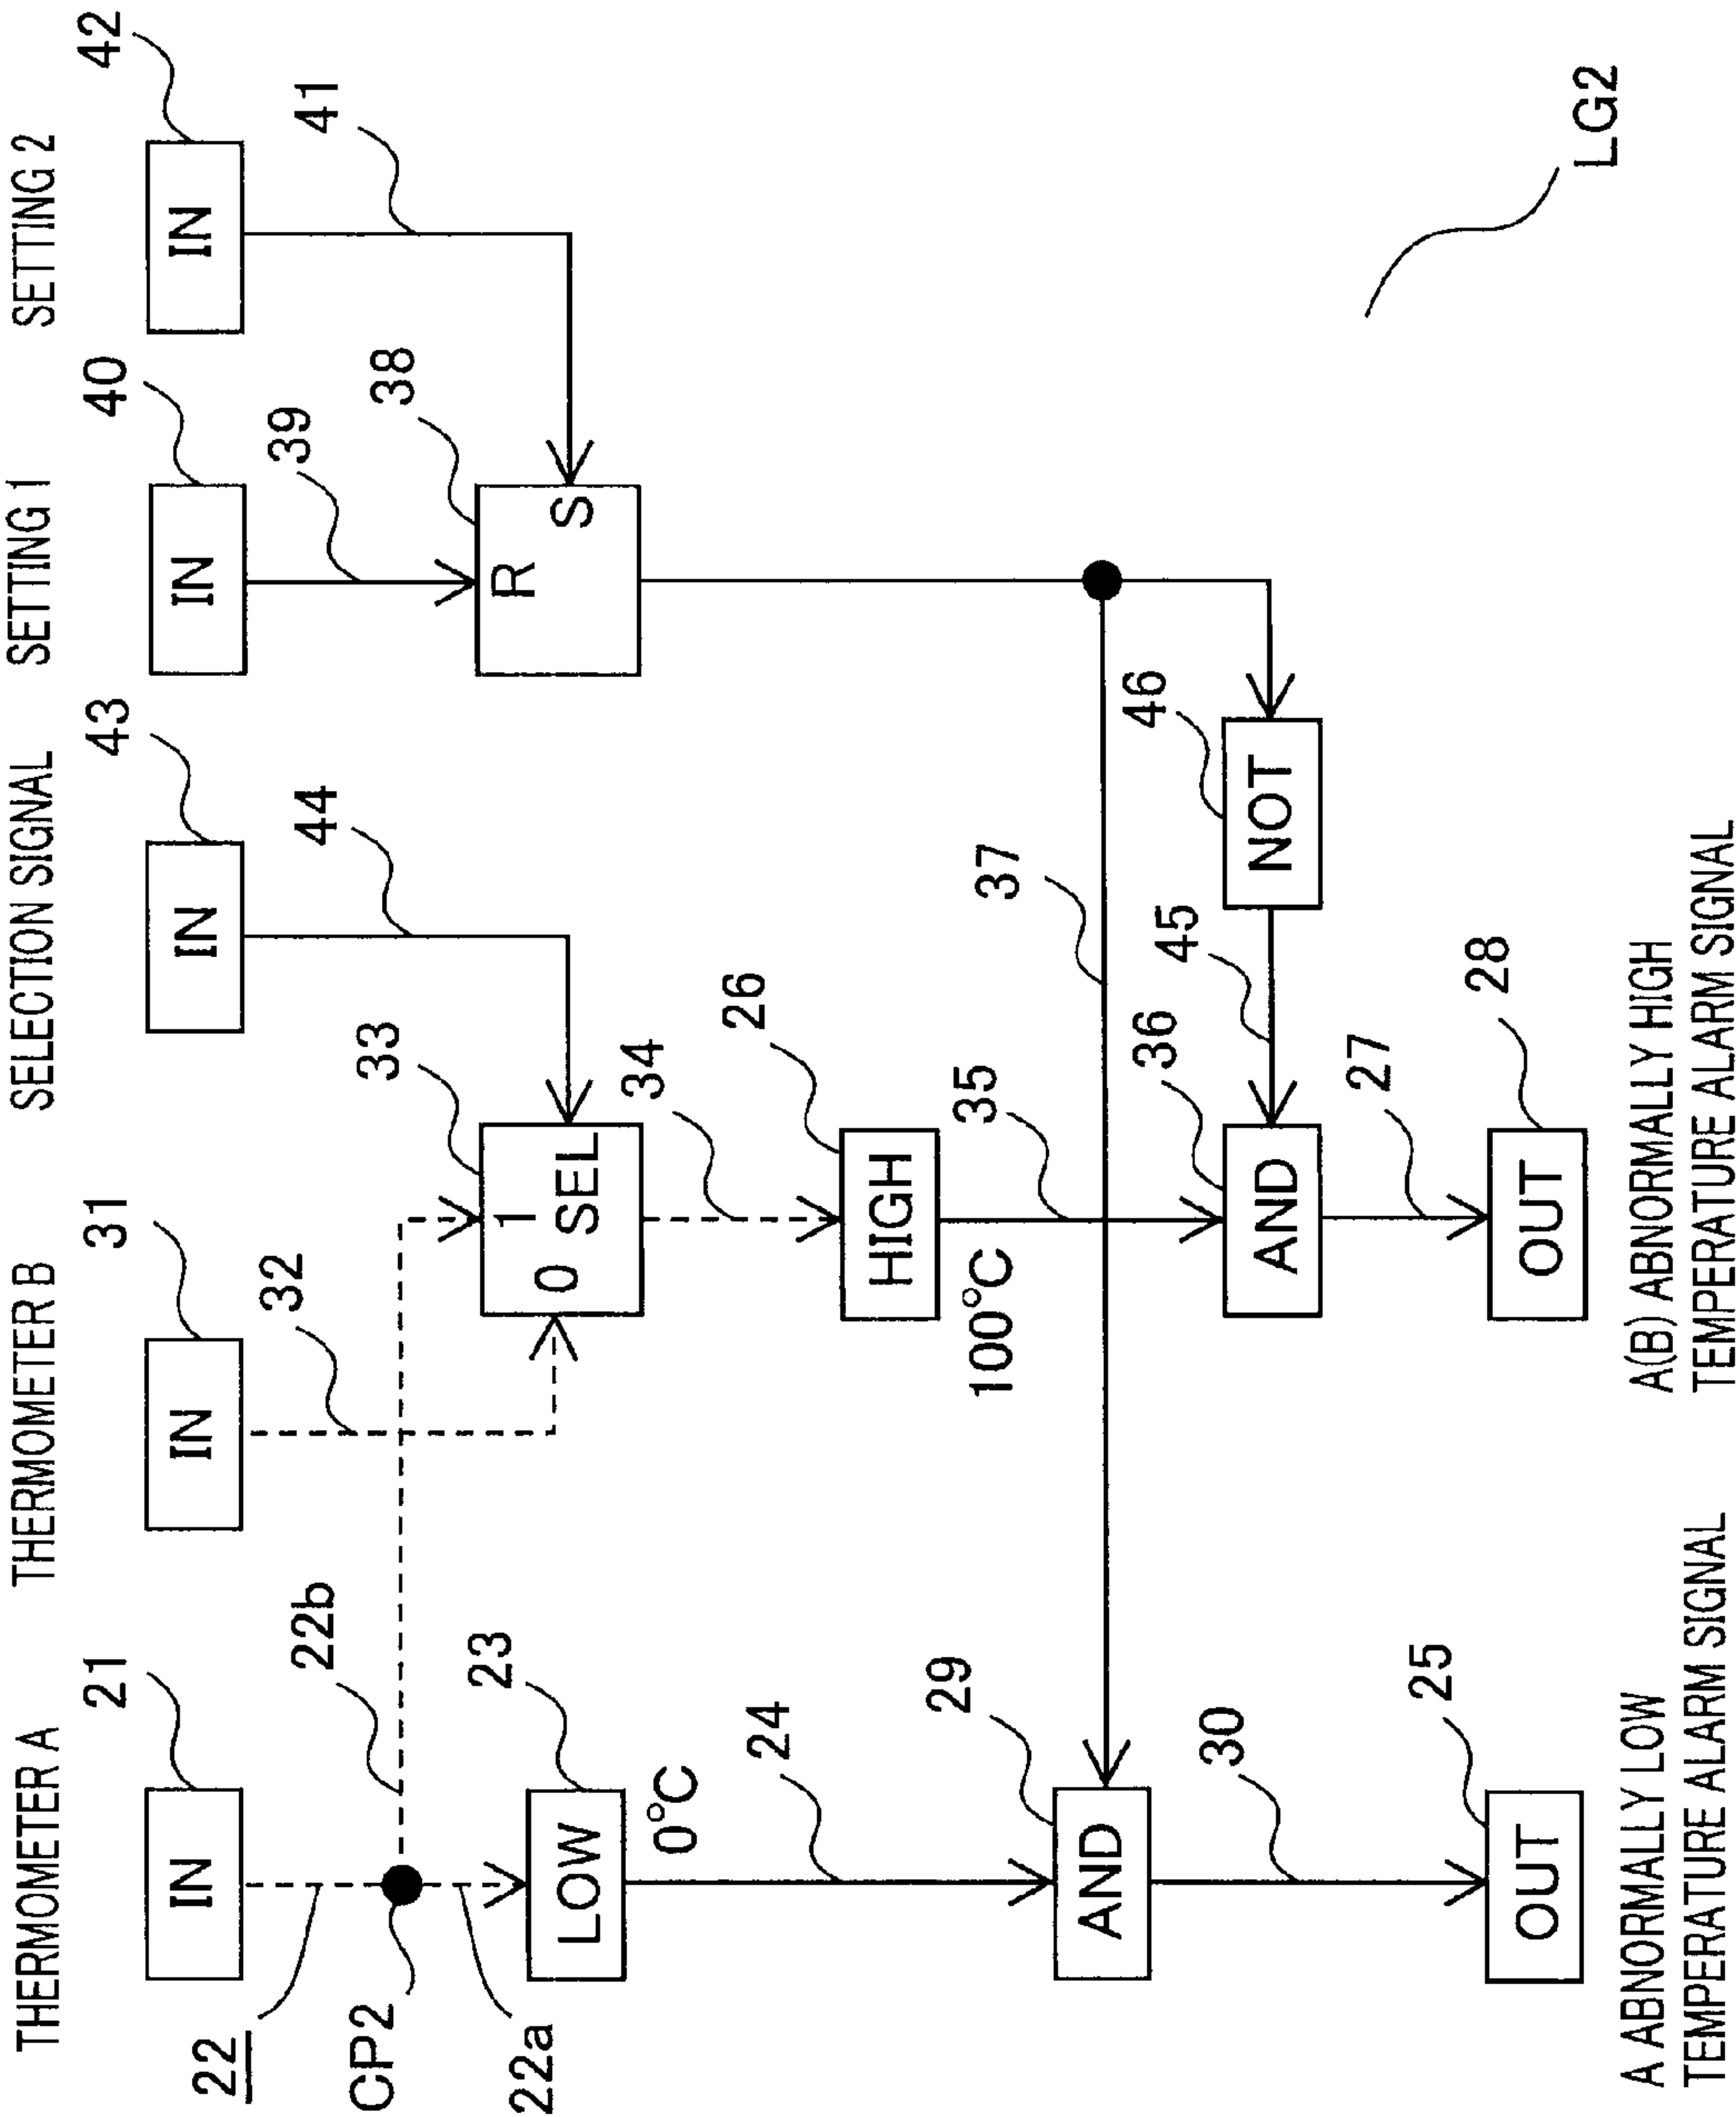 THERMOMETER A
THERMOMETER B
SELECTION SIGNAL
SETTING 1
SETTING 2
21
IN
31
IN
43
IN
40
IN
42
IN
22
22b
32
44
39
41
CP2
22a
23
LOW
0°C
33
1
0 SEL
38
R
S
34
26
HIGH
100°C
24
35
37
29
AND
36
AND
45
46
NOT
30
27
25
OUT
28
OUT
A ABNORMALLY LOW
TEMPERATURE ALARM SIGNAL
A(B) ABNORMALLY HIGH
TEMPERATURE ALARM SIGNAL
LG2